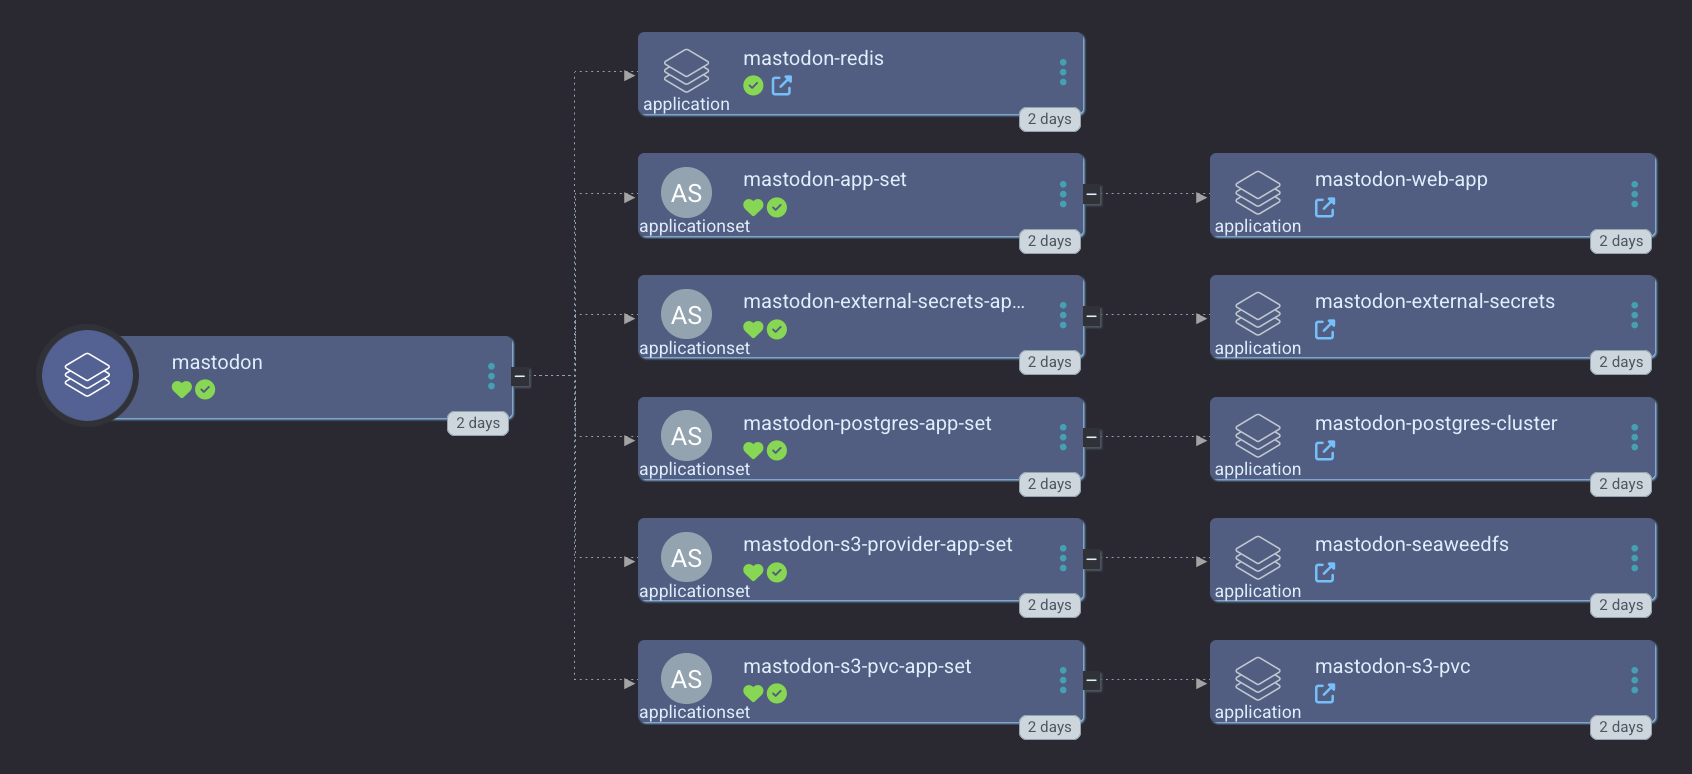 mastodon
2 days
mastodon-redis
application
2 days
AS
mastodon-app-set
applicationset
2 days
mastodon-web-app
application
2 days
AS
mastodon-external-secrets-ap...
applicationset
2 days
mastodon-external-secrets
application
2 days
AS
mastodon-postgres-app-set
applicationset
2 days
mastodon-postgres-cluster
application
2 days
AS
mastodon-s3-provider-app-set
applicationset
2 days
mastodon-seaweedfs
application
2 days
AS
mastodon-s3-pvc-app-set
applicationset
2 days
mastodon-s3-pvc
application
2 days